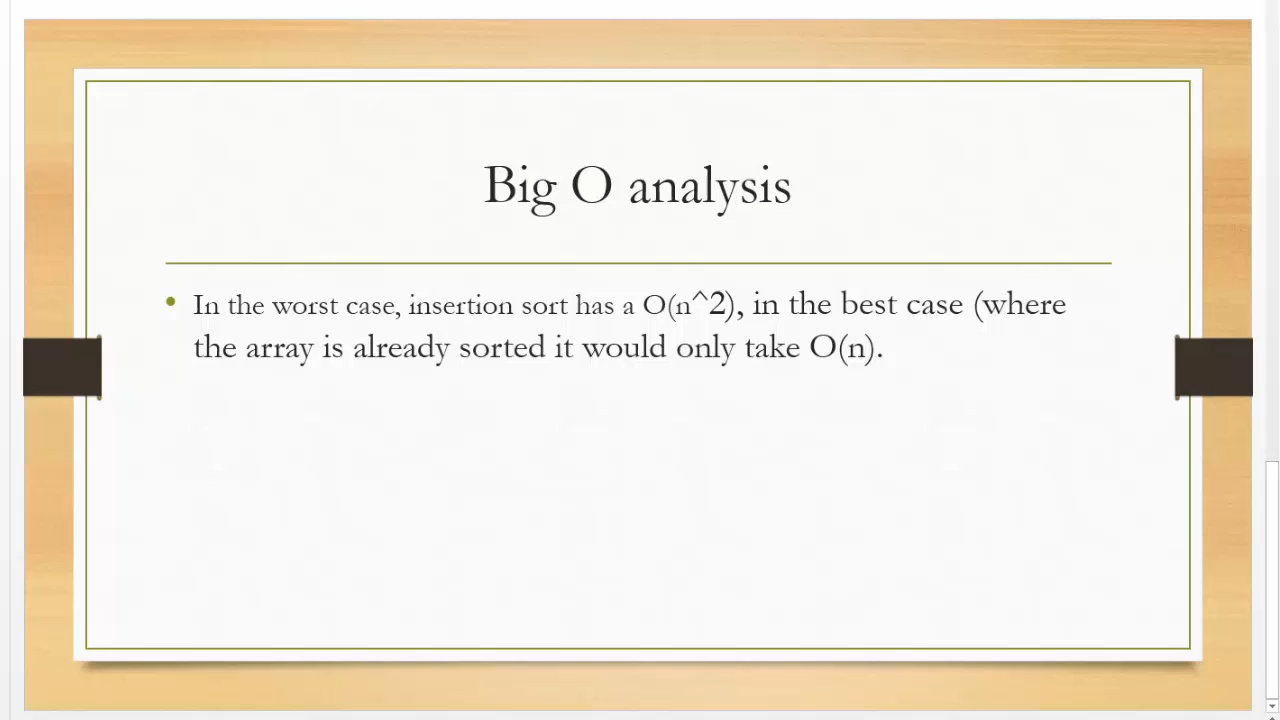 Big O analysis
• In the worst case, insertion sort has a O(n^2), in the best case (where
the array is already sorted it would only take O(n).